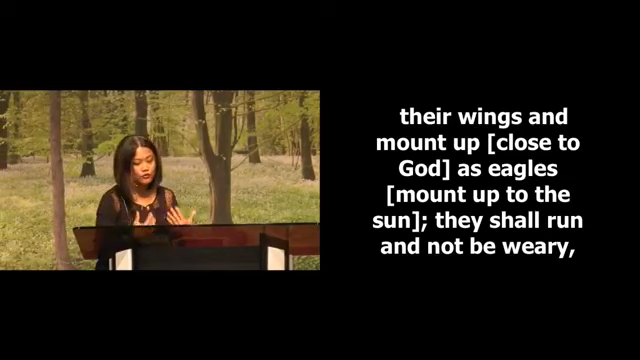 their wings and
mount up [close to
God] as eagles
[mount up to the
sun]; they shall run
and not be weary,